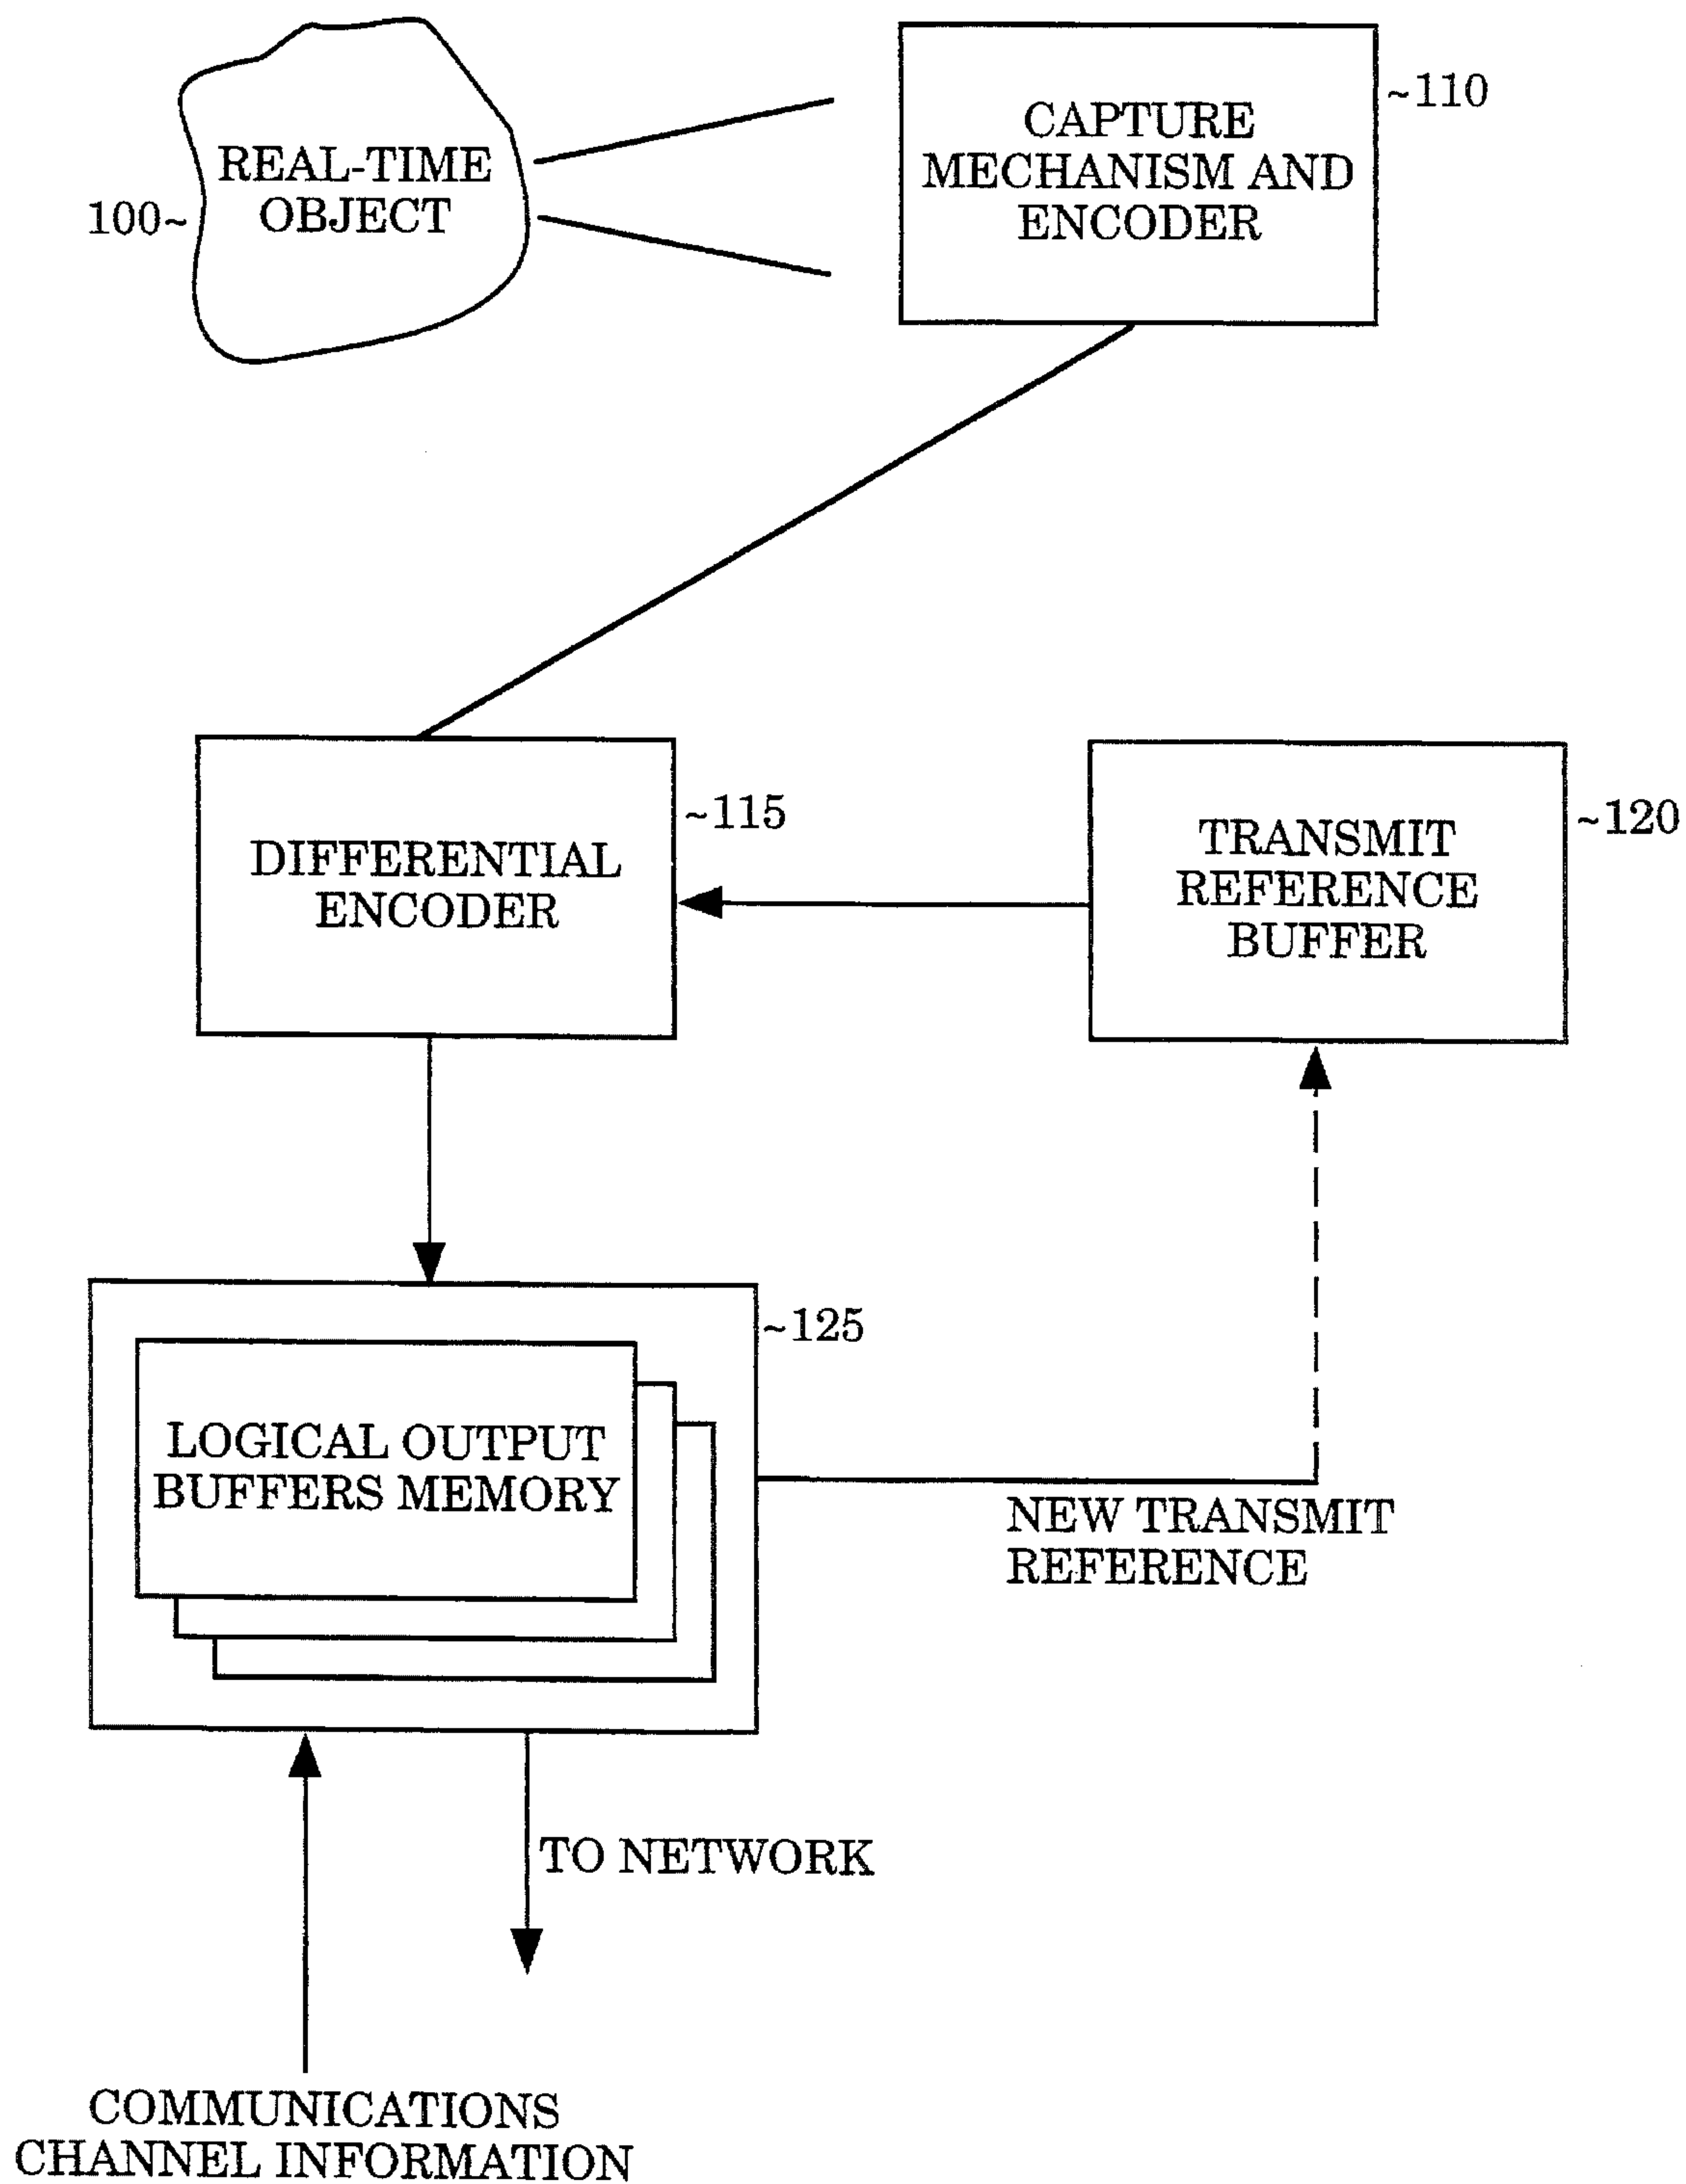 REAL-TIME
OBJECT
100~
CAPTURE
MECHANISM AND
ENCODER
~110
DIFFERENTIAL
ENCODER
~115
TRANSMIT
REFERENCE
BUFFER
~120
~125
LOGICAL OUTPUT
BUFFERS MEMORY
NEW TRANSMIT
REFERENCE
TO NETWORK
COMMUNICATIONS
CHANNEL INFORMATION